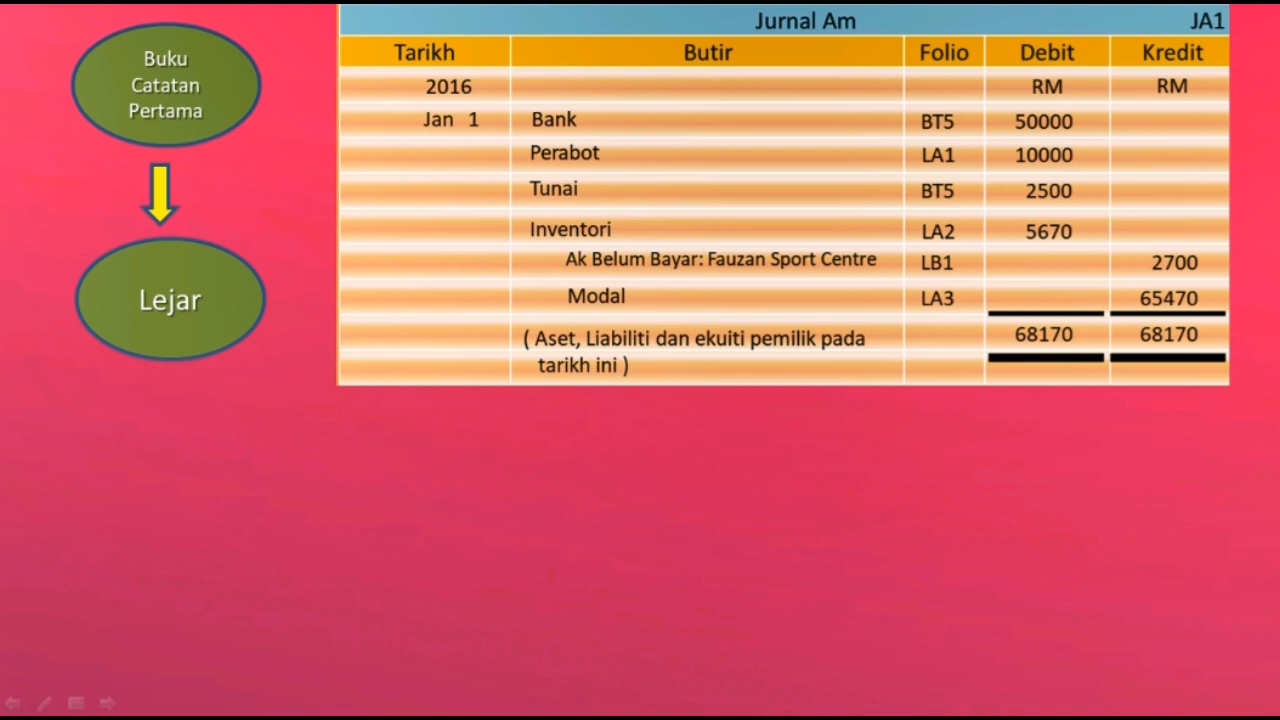 Buku
Catatan
Pertama
Lejar
Jurnal Am JA1
Tarikh Butir Folio Debit Kredit
2016 RM RM
Jan 1 Bank BT5 50000
Perabot LA1 10000
Tunai BT5 2500
Inventori LA2 5670
Ak Belum Bayar: Fauzan Sport Centre LB1 2700
Modal LA3 65470
( Aset, Liabiliti dan ekuiti pemilik pada 68170 68170
tarikh ini )